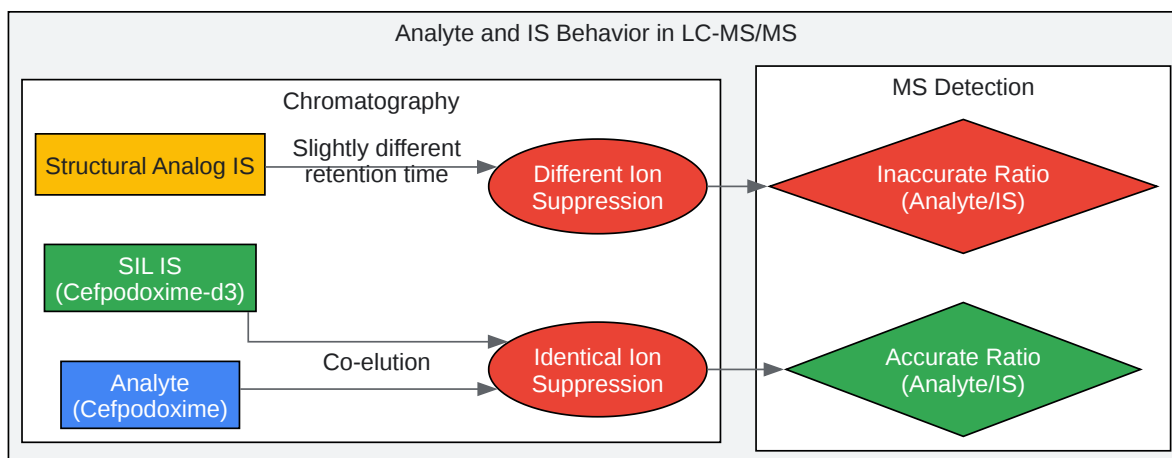 Analyte and IS Behavior in LC-MS/MS
Chromatography
MS Detection
Structural Analog IS
Slightly different
retention time
Different Ion
Suppression
Inaccurate Ratio
(Analyte/IS)
SIL IS
(Cefpodoxime-d3)
Co-elution
Analyte
(Cefpodoxime)
Identical Ion
Suppression
Accurate Ratio
(Analyte/IS)